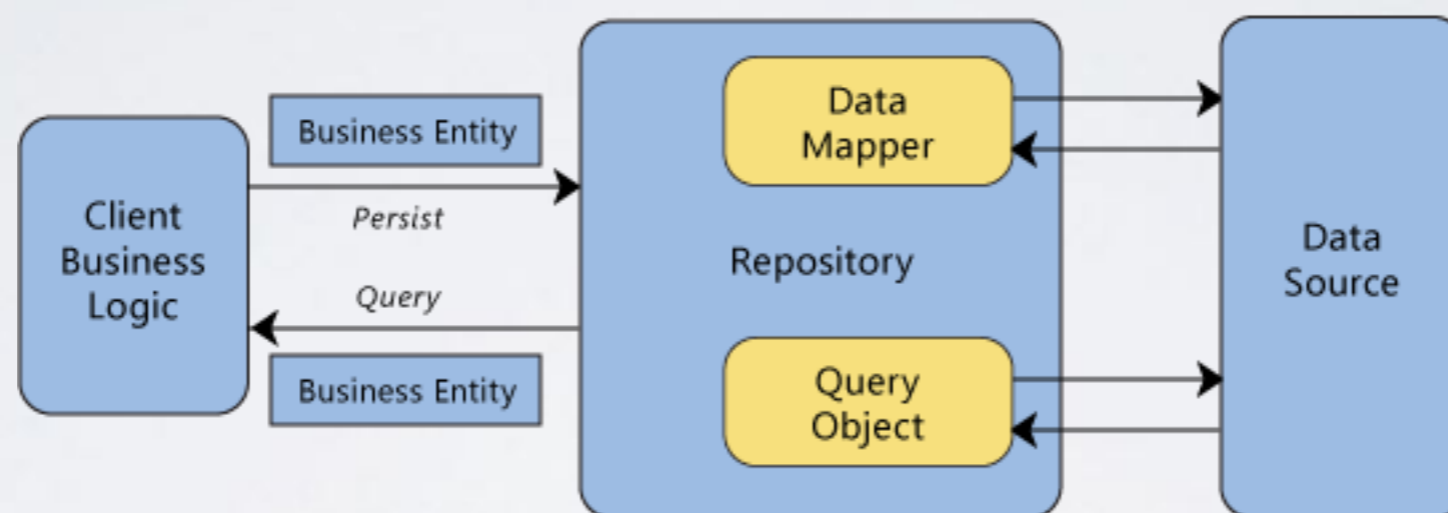 Client
Business
Logic
Business Entity
Persist
Query
Business Entity
Data
Mapper
Repository
Query
Object
Data
Source